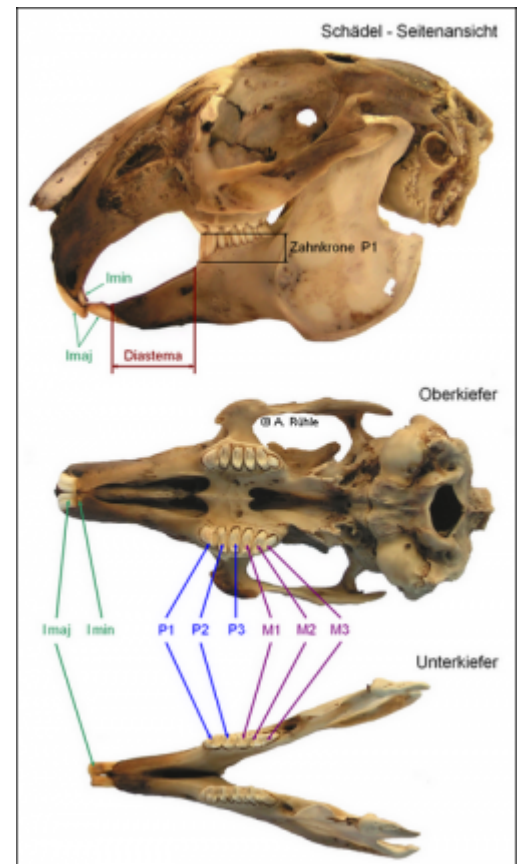 Schädel - Seitenansicht
Zahnkrone P1
Imin
Imaj
Diastema
Oberkiefer
© A. Rühle
Imaj Imin P1 P2 P3 M1 M2 M3
Unterkiefer